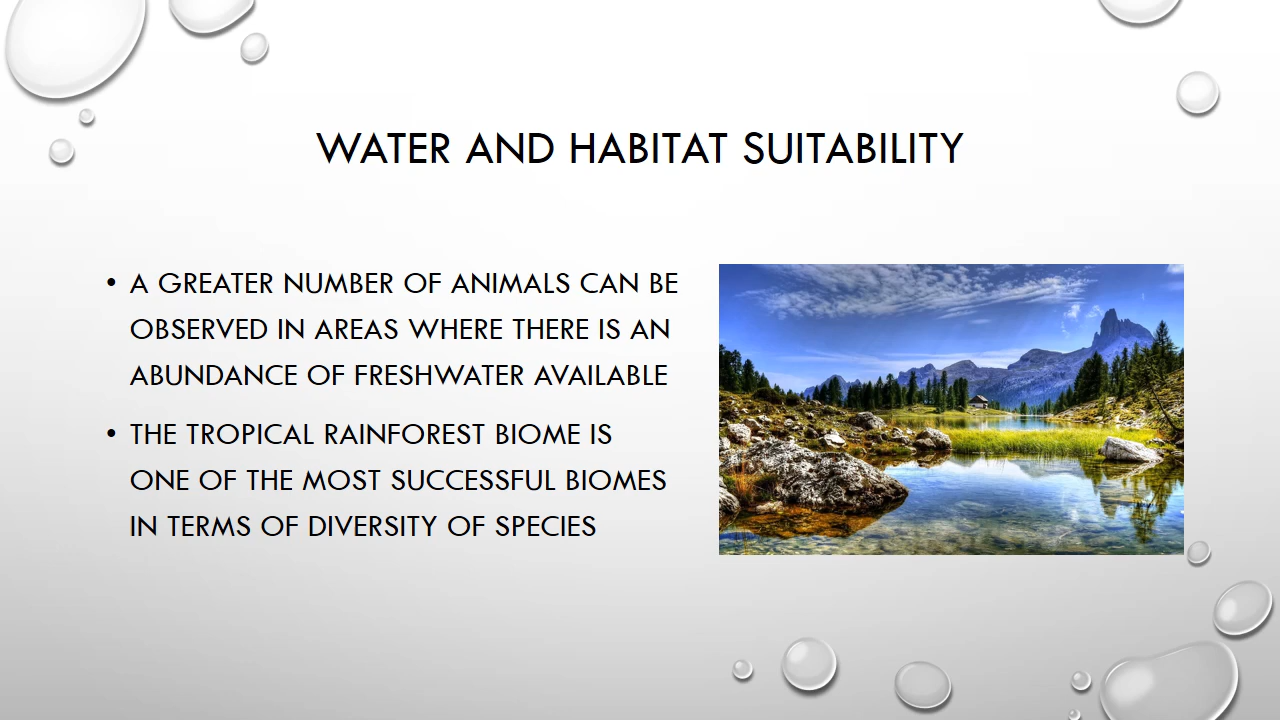 WATER AND HABITAT SUITABILITY
• A GREATER NUMBER OF ANIMALS CAN BE
OBSERVED IN AREAS WHERE THERE IS AN
ABUNDANCE OF FRESHWATER AVAILABLE
• THE TROPICAL RAINFOREST BIOME IS
ONE OF THE MOST SUCCESSFUL BIOMES
IN TERMS OF DIVERSITY OF SPECIES